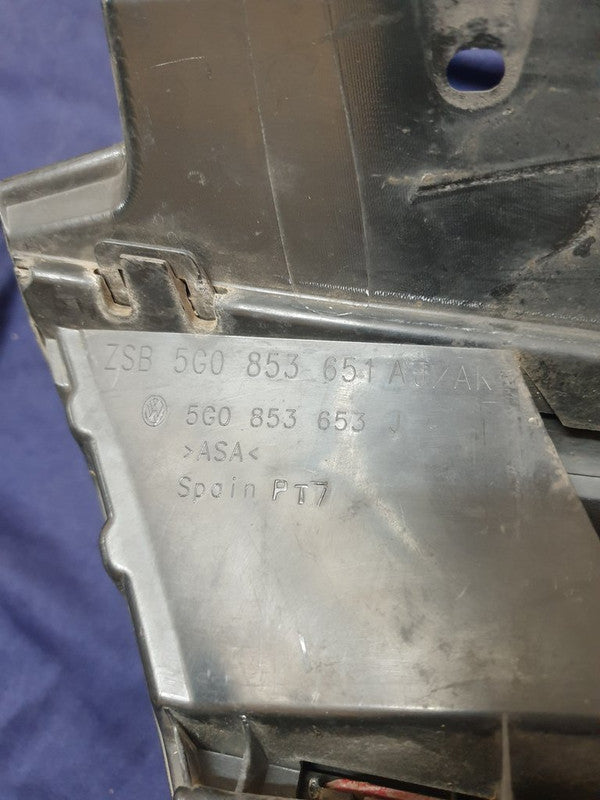 ZSB 5G0 853 651
5G0 853 653 J
>ASA<
Spain PT7